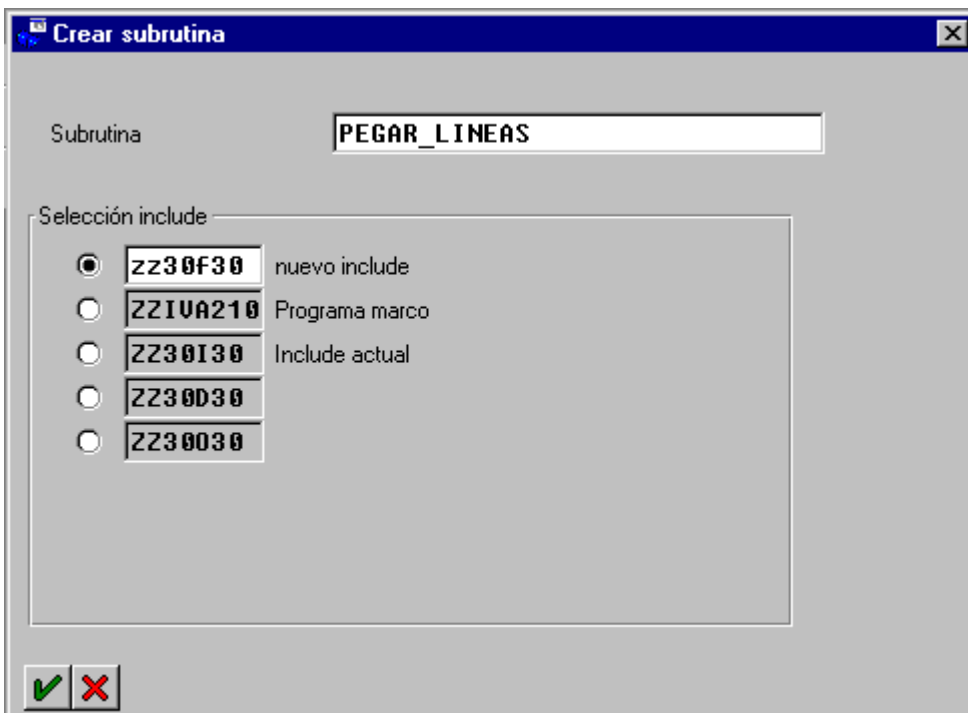 Crear subrutina
Subrutina PEGAR_LINEAS
Selección include
zz30f30 nuevo include
ZZIVA210 Programa marco
ZZ30I30 Include actual
ZZ30D30
ZZ30O30